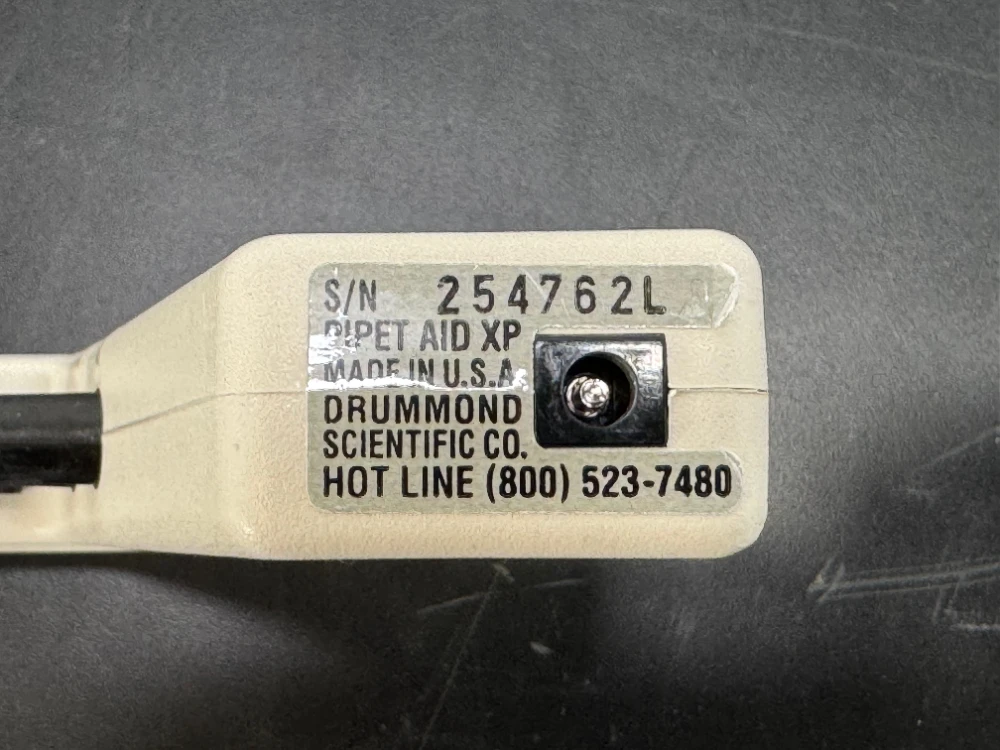 S/N 254762L
PIPET AID XP
MADE IN U.S.A.
DRUMMOND
SCIENTIFIC CO.
HOT LINE (800) 523-7480